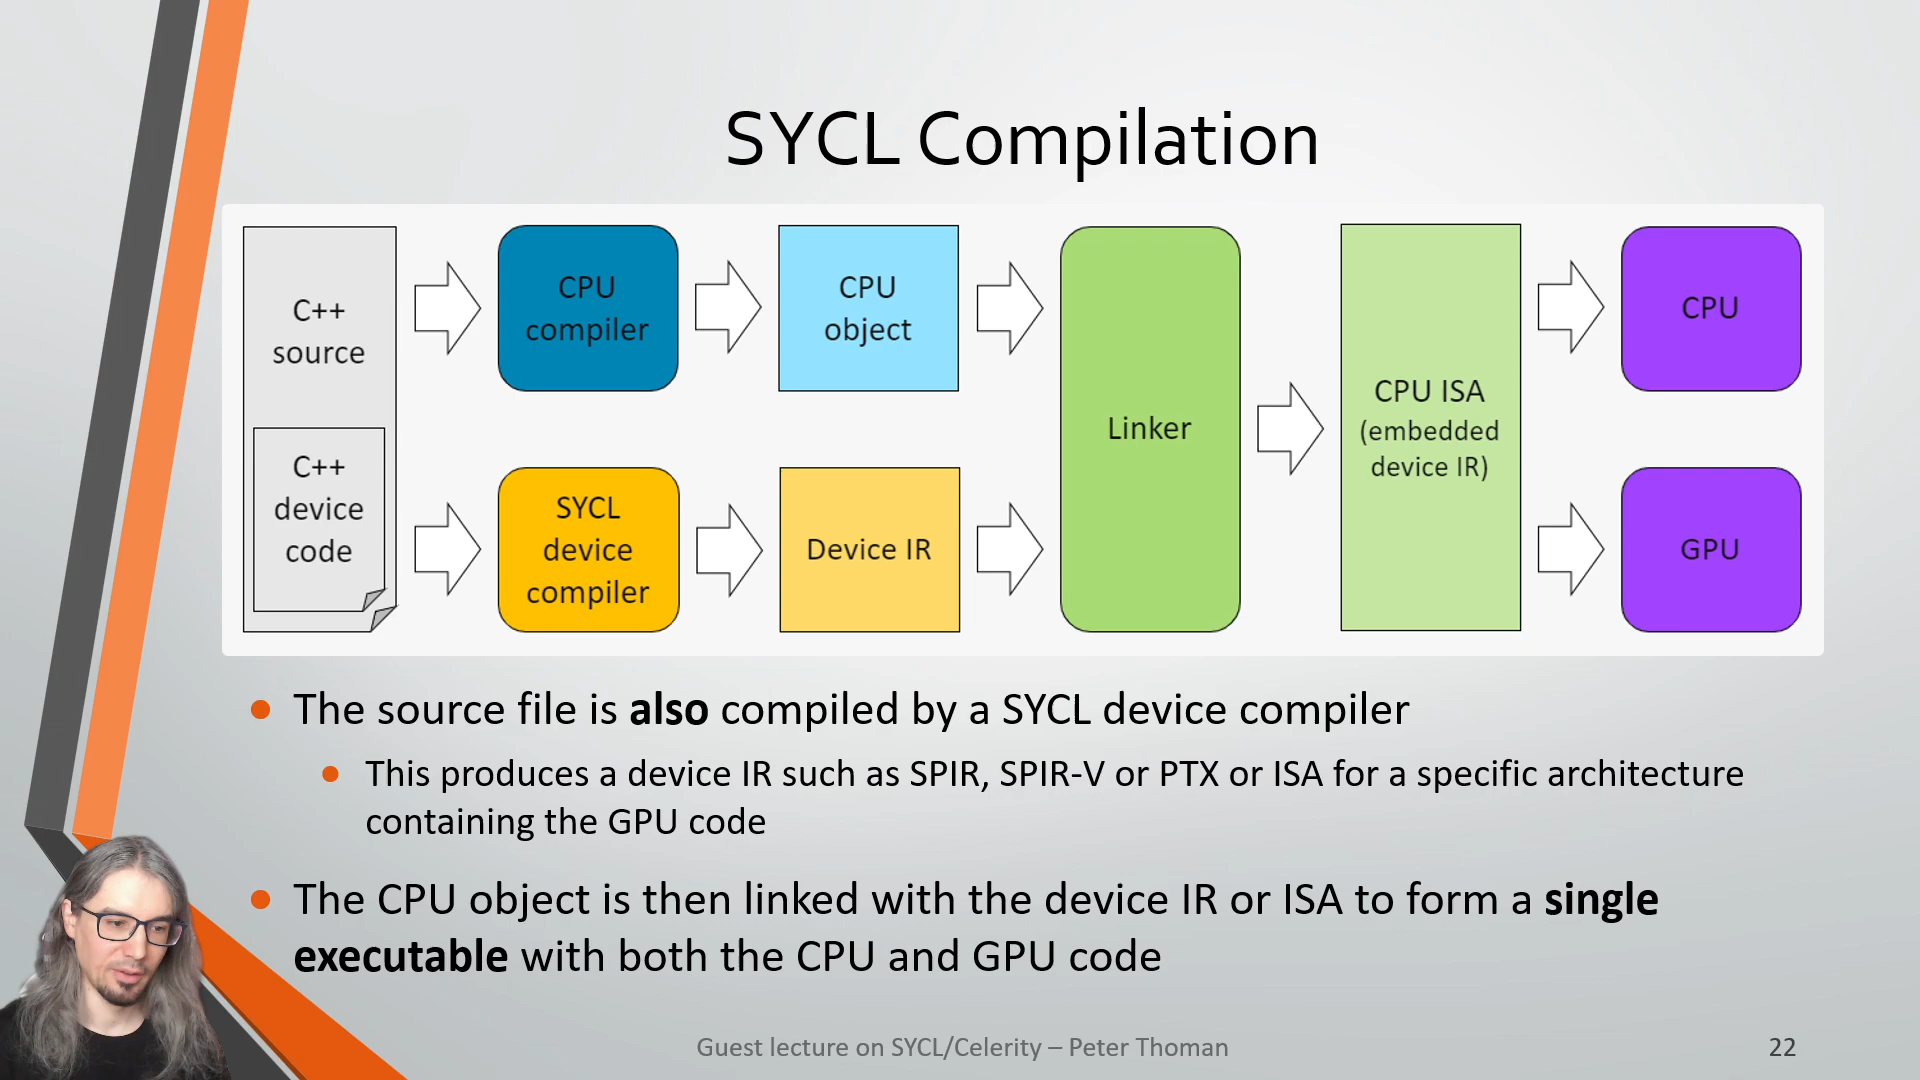 SYCL Compilation
C++
source
C++
device
code
CPU
compiler
SYCL
device
compiler
CPU
object
Device IR
Linker
CPU ISA
(embedded
device IR)
CPU
GPU
The source file is also compiled by a SYCL device compiler
This produces a device IR such as SPIR, SPIR-V or PTX or ISA for a specific architecture
containing the GPU code
The CPU object is then linked with the device IR or ISA to form a single
executable with both the CPU and GPU code
Guest lecture on SYCL/Celerity – Peter Thoman
22